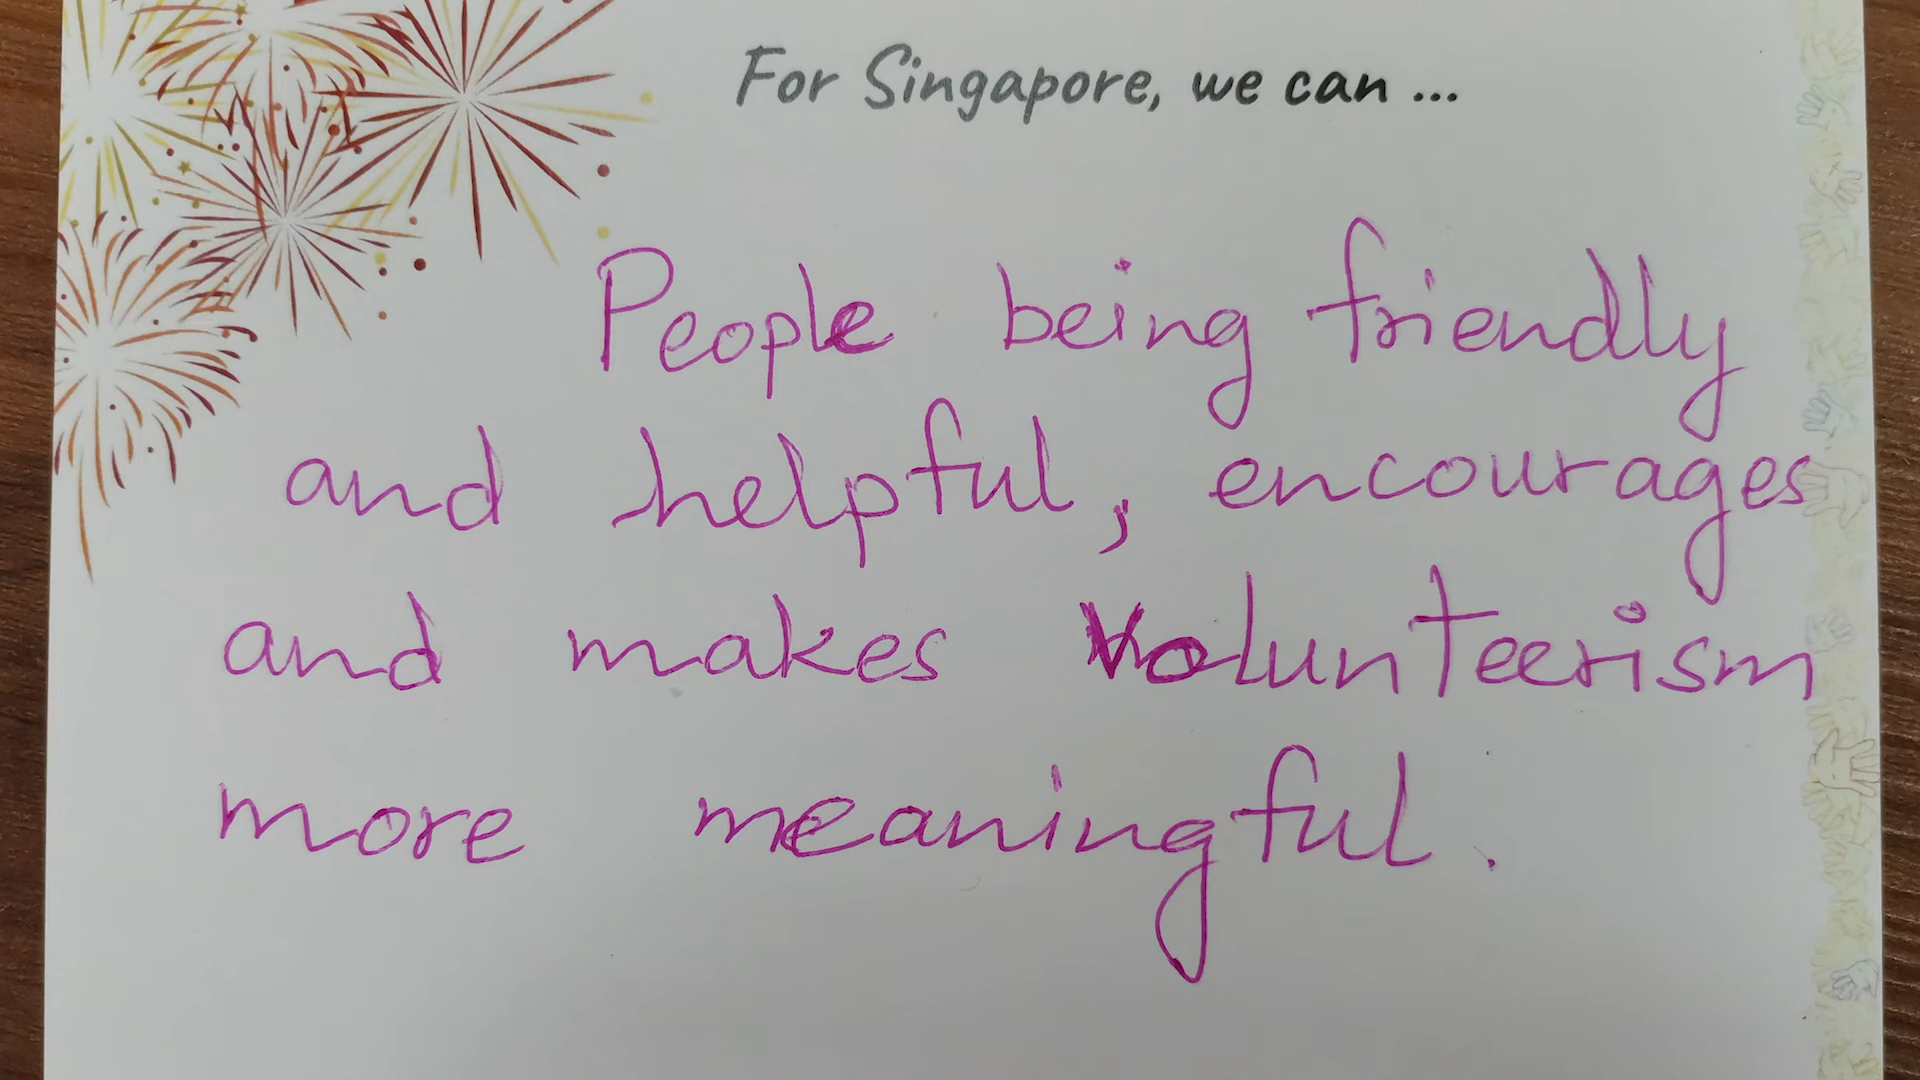 For Singapore, we can ...
People being friendly
and helpful, encourages
and makes volunteerism
more meaningful.